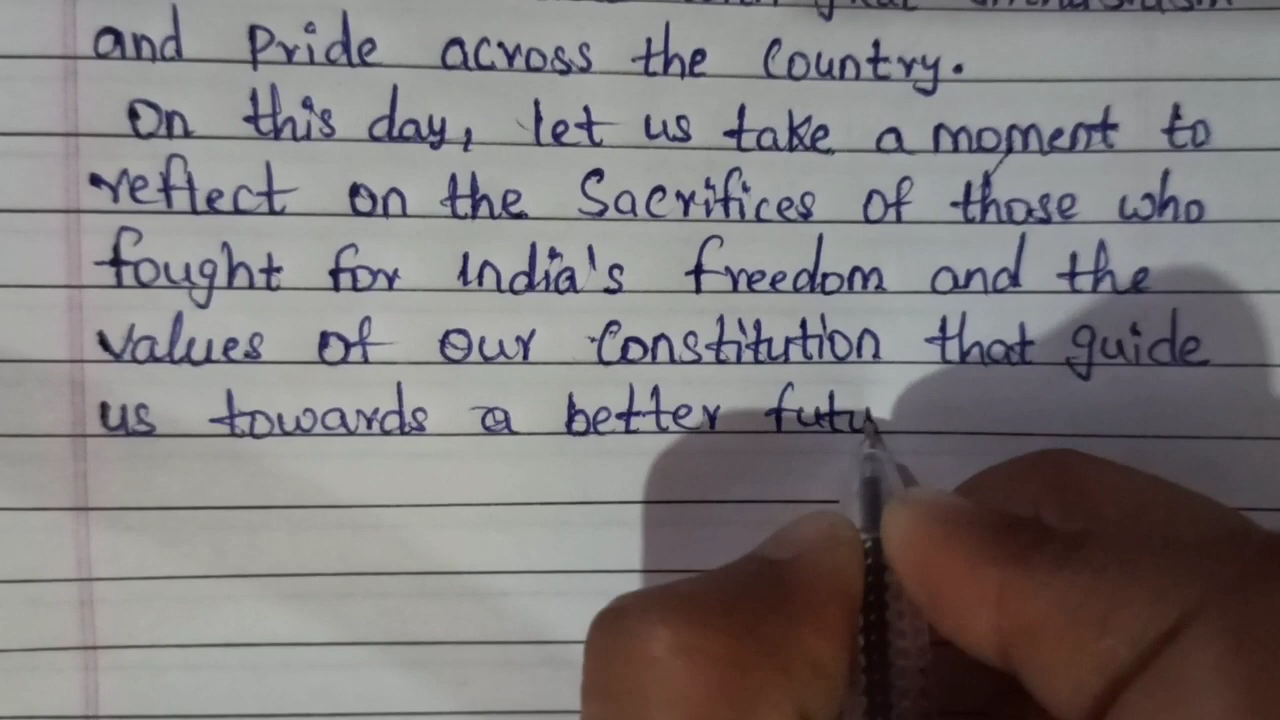 and Pride across the Country.
On this day, let us take a moment to
reflect on the Sacrifices of those who
fought for India's freedom and the
values of our Constitution that guide
us towards a better futu